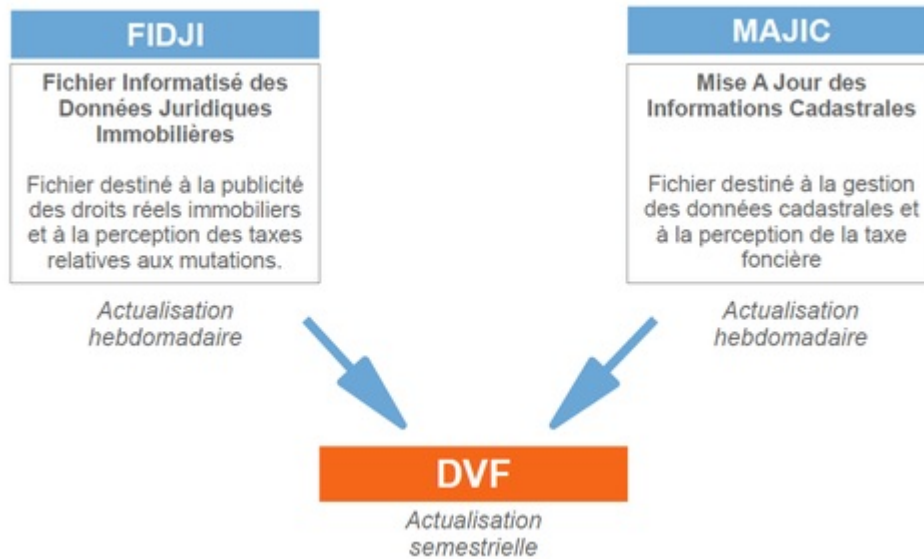 FIDJI
Fichier Informatisé des
Données Juridiques
Immobilières
Fichier destiné à la publicité
des droits réels immobiliers
et à la perception des taxes
relatives aux mutations.
Actualisation
hebdomadaire
MAJIC
Mise A Jour des
Informations Cadastrales
Fichier destiné à la gestion
des données cadastrales et
à la perception de la taxe
foncière
Actualisation
hebdomadaire
DVF
Actualisation
semestrielle